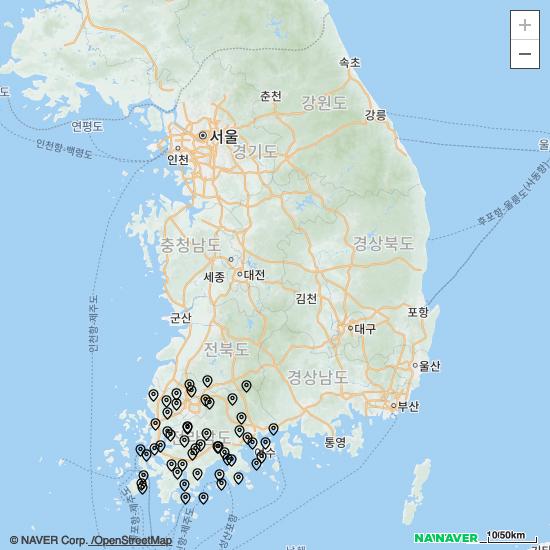 +
−
속초
춘천
강원도
도
강릉
연평도
서울
인천
경기도
울
인천항-백령도
후포항-울릉도(사동항)
충청남도
경상북도
세종
대전
김천
인천항-제주도
군산
포항
대구
전북도
울산
경상남도
부산
통영
성산포항
© NAVER Corp. /OpenStreetMap
NAVER
10/50km